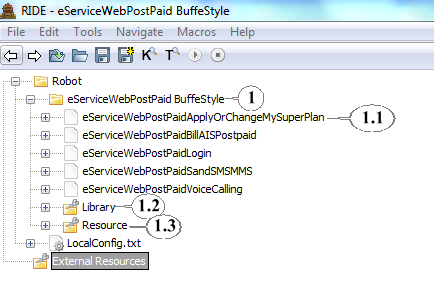 RIDE - eServiceWebPostPaid BuffeStyle
File Edit Tools Navigate Macros Help
K T
Robot
eServiceWebPostPaid BuffeStyle 1
eServiceWebPostPaidApplyOrChangeMySuperPlan 1.1
eServiceWebPostPaidBillAISPostpaid
eServiceWebPostPaidLogin
eServiceWebPostPaidSandSMSMMS
eServiceWebPostPaidVoiceCalling
Library 1.2
Resource 1.3
LocalConfig.txt
External Resources